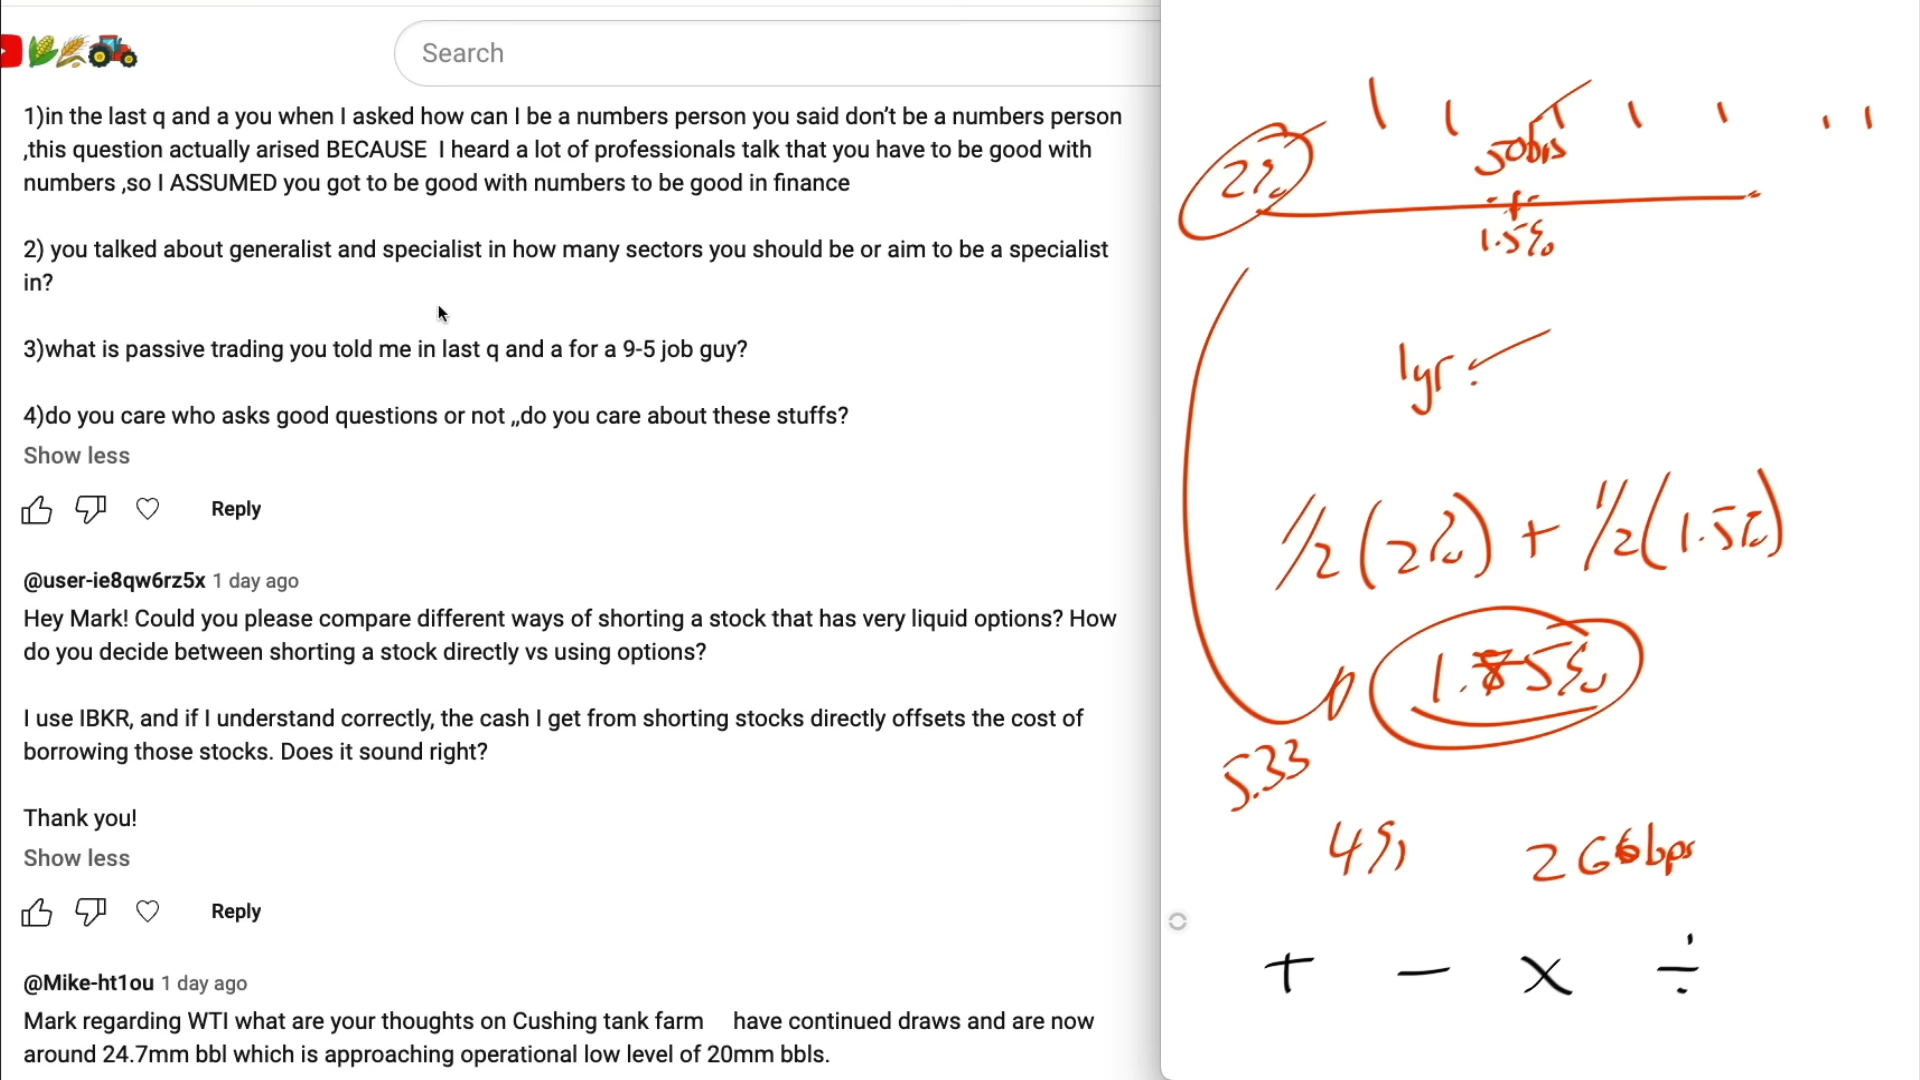 Search
1)in the last q and a you when I asked how can I be a numbers person you said don’t be a numbers person
,this question actually arised BECAUSE I heard a lot of professionals talk that you have to be good with
numbers ,so I ASSUMED you got to be good with numbers to be good in finance
2) you talked about generalist and specialist in how many sectors you should be or aim to be a specialist
in?
3)what is passive trading you told me in last q and a for a 9-5 job guy?
4)do you care who asks good questions or not ,,do you care about these stuffs?
Show less
Reply
@user-ie8qw6rz5x 1 day ago
Hey Mark! Could you please compare different ways of shorting a stock that has very liquid options? How
do you decide between shorting a stock directly vs using options?
I use IBKR, and if I understand correctly, the cash I get from shorting stocks directly offsets the cost of
borrowing those stocks. Does it sound right?
Thank you!
Show less
Reply
@Mike-ht1ou 1 day ago
Mark regarding WTI what are your thoughts on Cushing tank farm have continued draws and are now
around 24.7mm bbl which is approaching operational low level of 20mm bbls.
50bps
2%
1.5%
1yr
1/2 (2%) + 1/2 (1.5%)
5.33
266bps
+ - x ÷